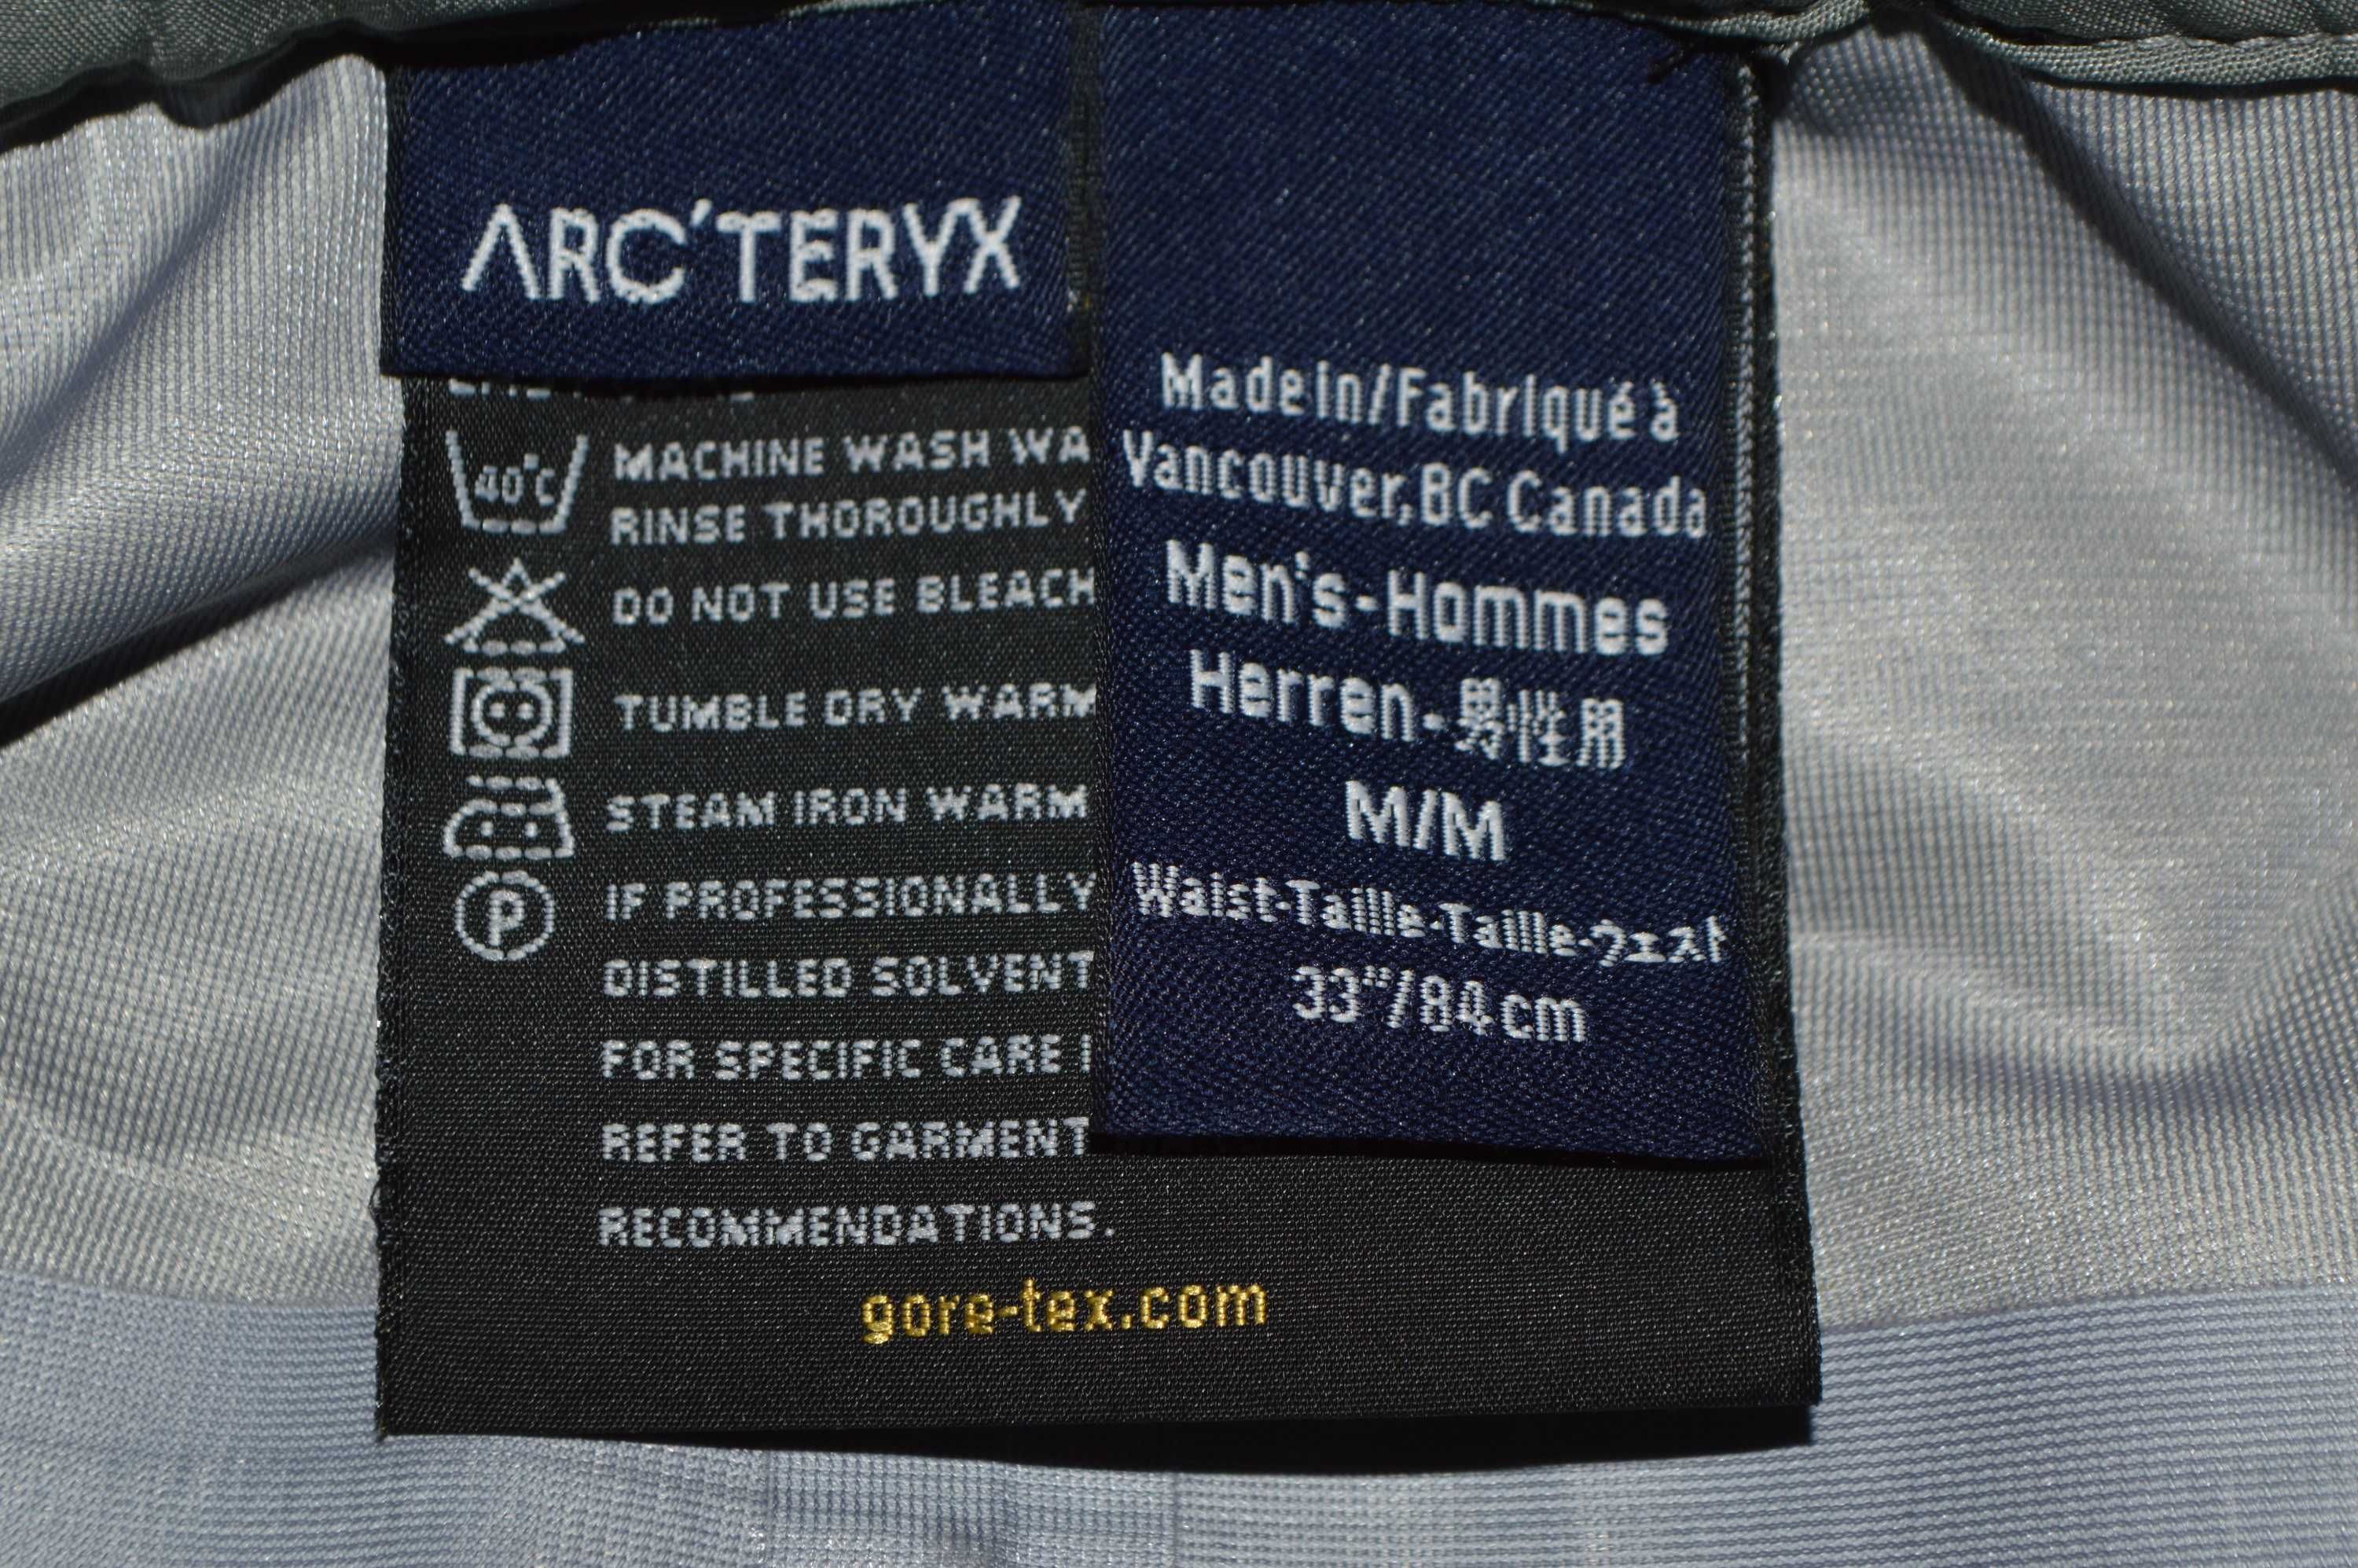 ARC'TERYX
40°C
MACHINE WASH WA
RINSE THOROUGHLY
DO NOT USE BLEACH
TUMBLE DRY WARM
STEAM IRON WARM
P
IF PROFESSIONALLY
DISTILLED SOLVENT
FOR SPECIFIC CARE I
REFER TO GARMENT
RECOMMENDATIONS.
gore-tex.com
Made in/Fabriqué à
Vancouver, BC Canada
Men's-Hommes
Herren-男性用
M/M
Waist-Taille-Taille-ウェスト
33"/84cm